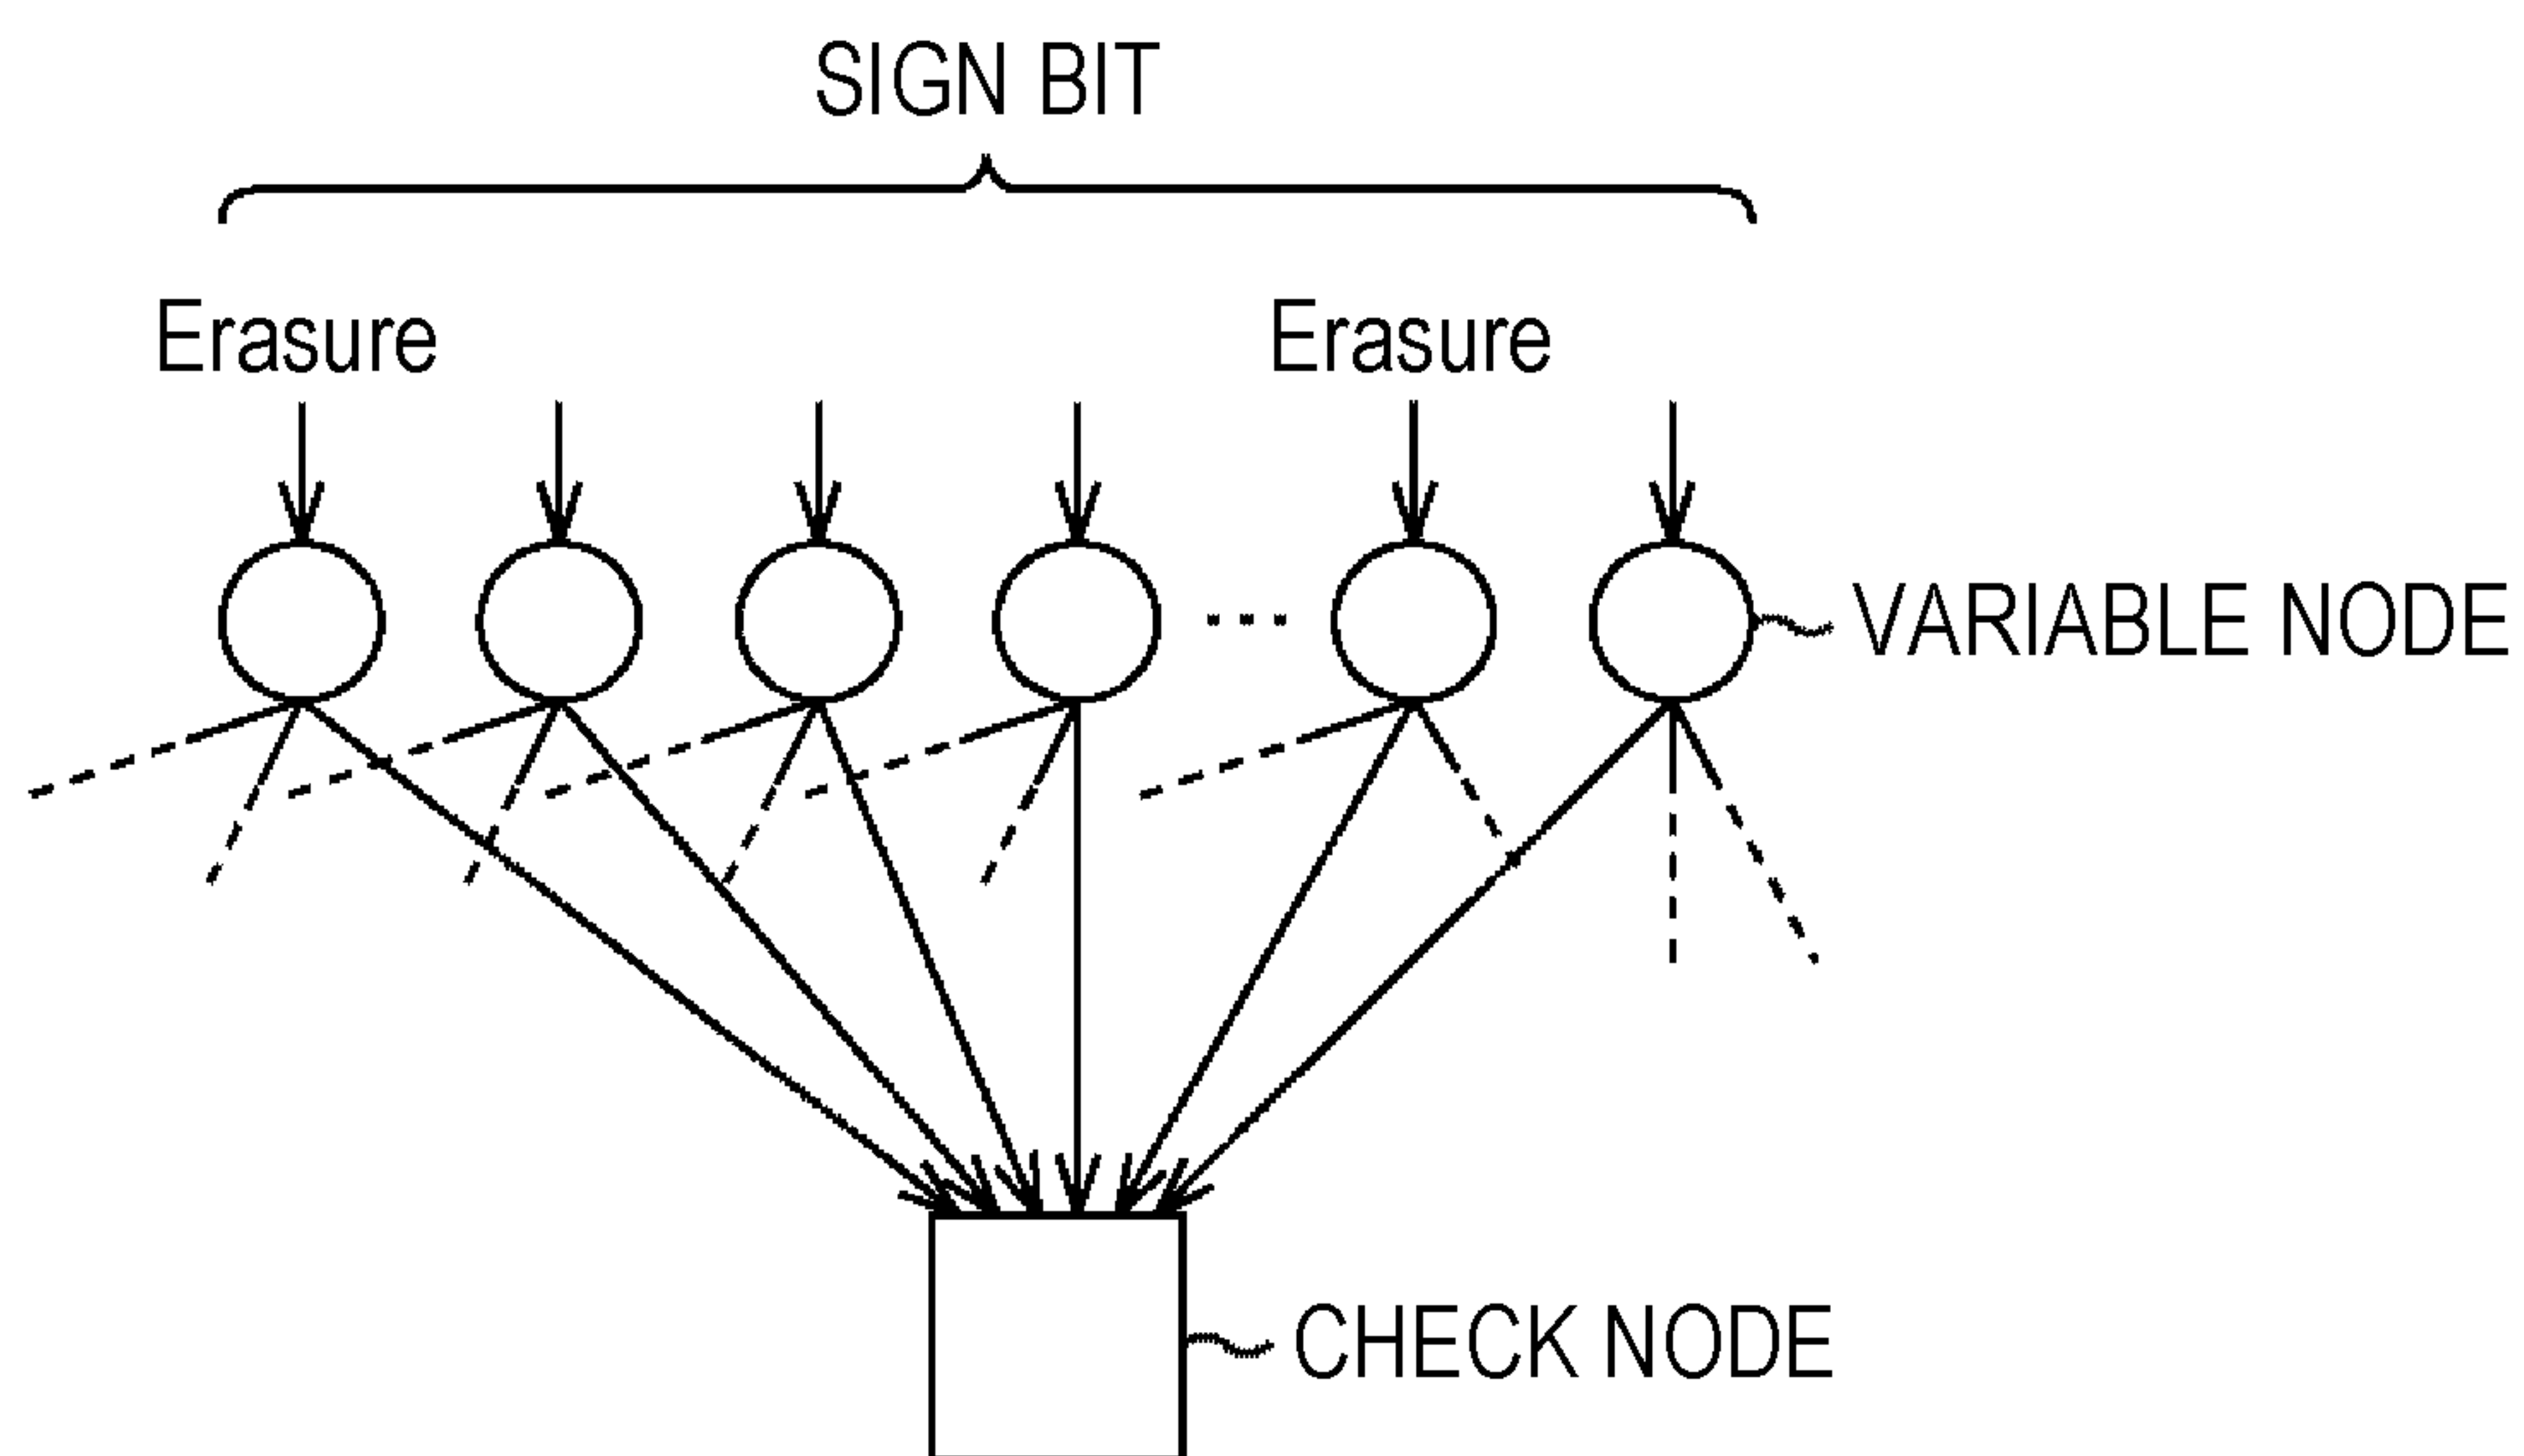 SIGN BIT
Erasure Erasure
... VARIABLE NODE
CHECK NODE